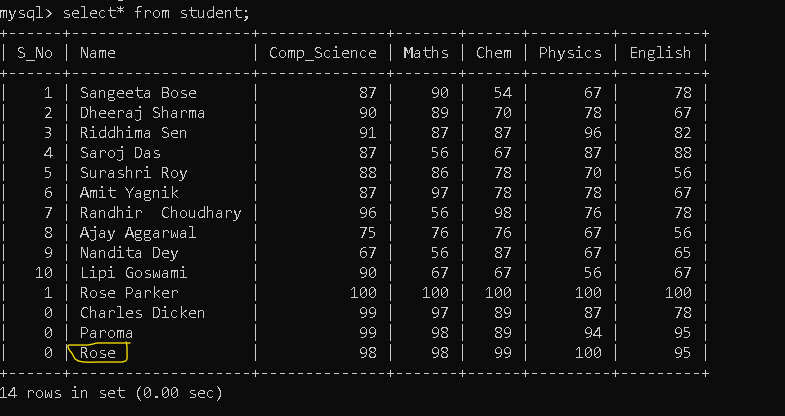 mysql> select* from student;
+------+-------------------+--------------+-------+------+---------+---------+
| S_No | Name              | Comp_Science | Maths | Chem | Physics | English |
+------+-------------------+--------------+-------+------+---------+---------+
|    1 | Sangeeta Bose     |           87 |    90 |   54 |      67 |      78 |
|    2 | Dheeraj Sharma    |           90 |    89 |   70 |      78 |      67 |
|    3 | Riddhima Sen      |           91 |    87 |   87 |      96 |      82 |
|    4 | Saroj Das         |           87 |    56 |   67 |      87 |      88 |
|    5 | Surashri Roy      |           88 |    86 |   78 |      70 |      56 |
|    6 | Amit Yagnik       |           87 |    97 |   78 |      78 |      67 |
|    7 | Randhir  Choudhary |           96 |    56 |   98 |      76 |      78 |
|    8 | Ajay Aggarwal     |           75 |    76 |   76 |      67 |      56 |
|    9 | Nandita Dey       |           67 |    56 |   87 |      67 |      65 |
|   10 | Lipi Goswami      |           90 |    67 |   67 |      56 |      67 |
|    1 | Rose Parker       |          100 |   100 |  100 |     100 |     100 |
|    0 | Charles Dicken    |           99 |    97 |   89 |      87 |      78 |
|    0 | Paroma            |           99 |    98 |   89 |      94 |      95 |
|    0 | Rose              |           98 |    98 |   99 |     100 |      95 |
+------+-------------------+--------------+-------+------+---------+---------+
14 rows in set (0.00 sec)